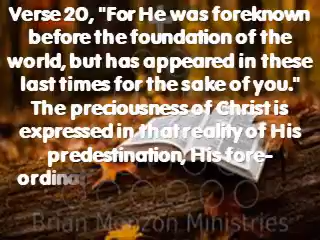 Verse 20, "For He was foreknown
before the foundation of the
world, but has appeared in these
last times for the sake of you."
The preciousness of Christ is
expressed in that reality of His
predestination, His fore-
ordina
Brian Monzon Ministries